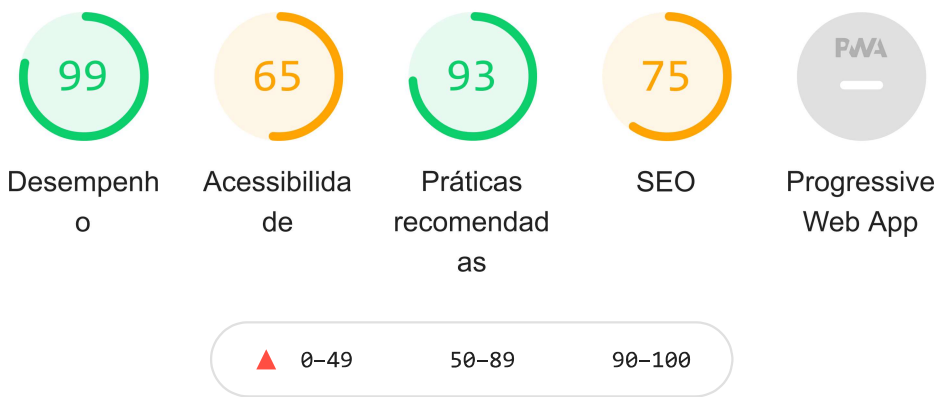 99
65
93
75
PWA
Desempenh
o
Acessibilida
de
Práticas
recomendad
as
SEO
Progressive
Web App
0–49
50–89
90–100